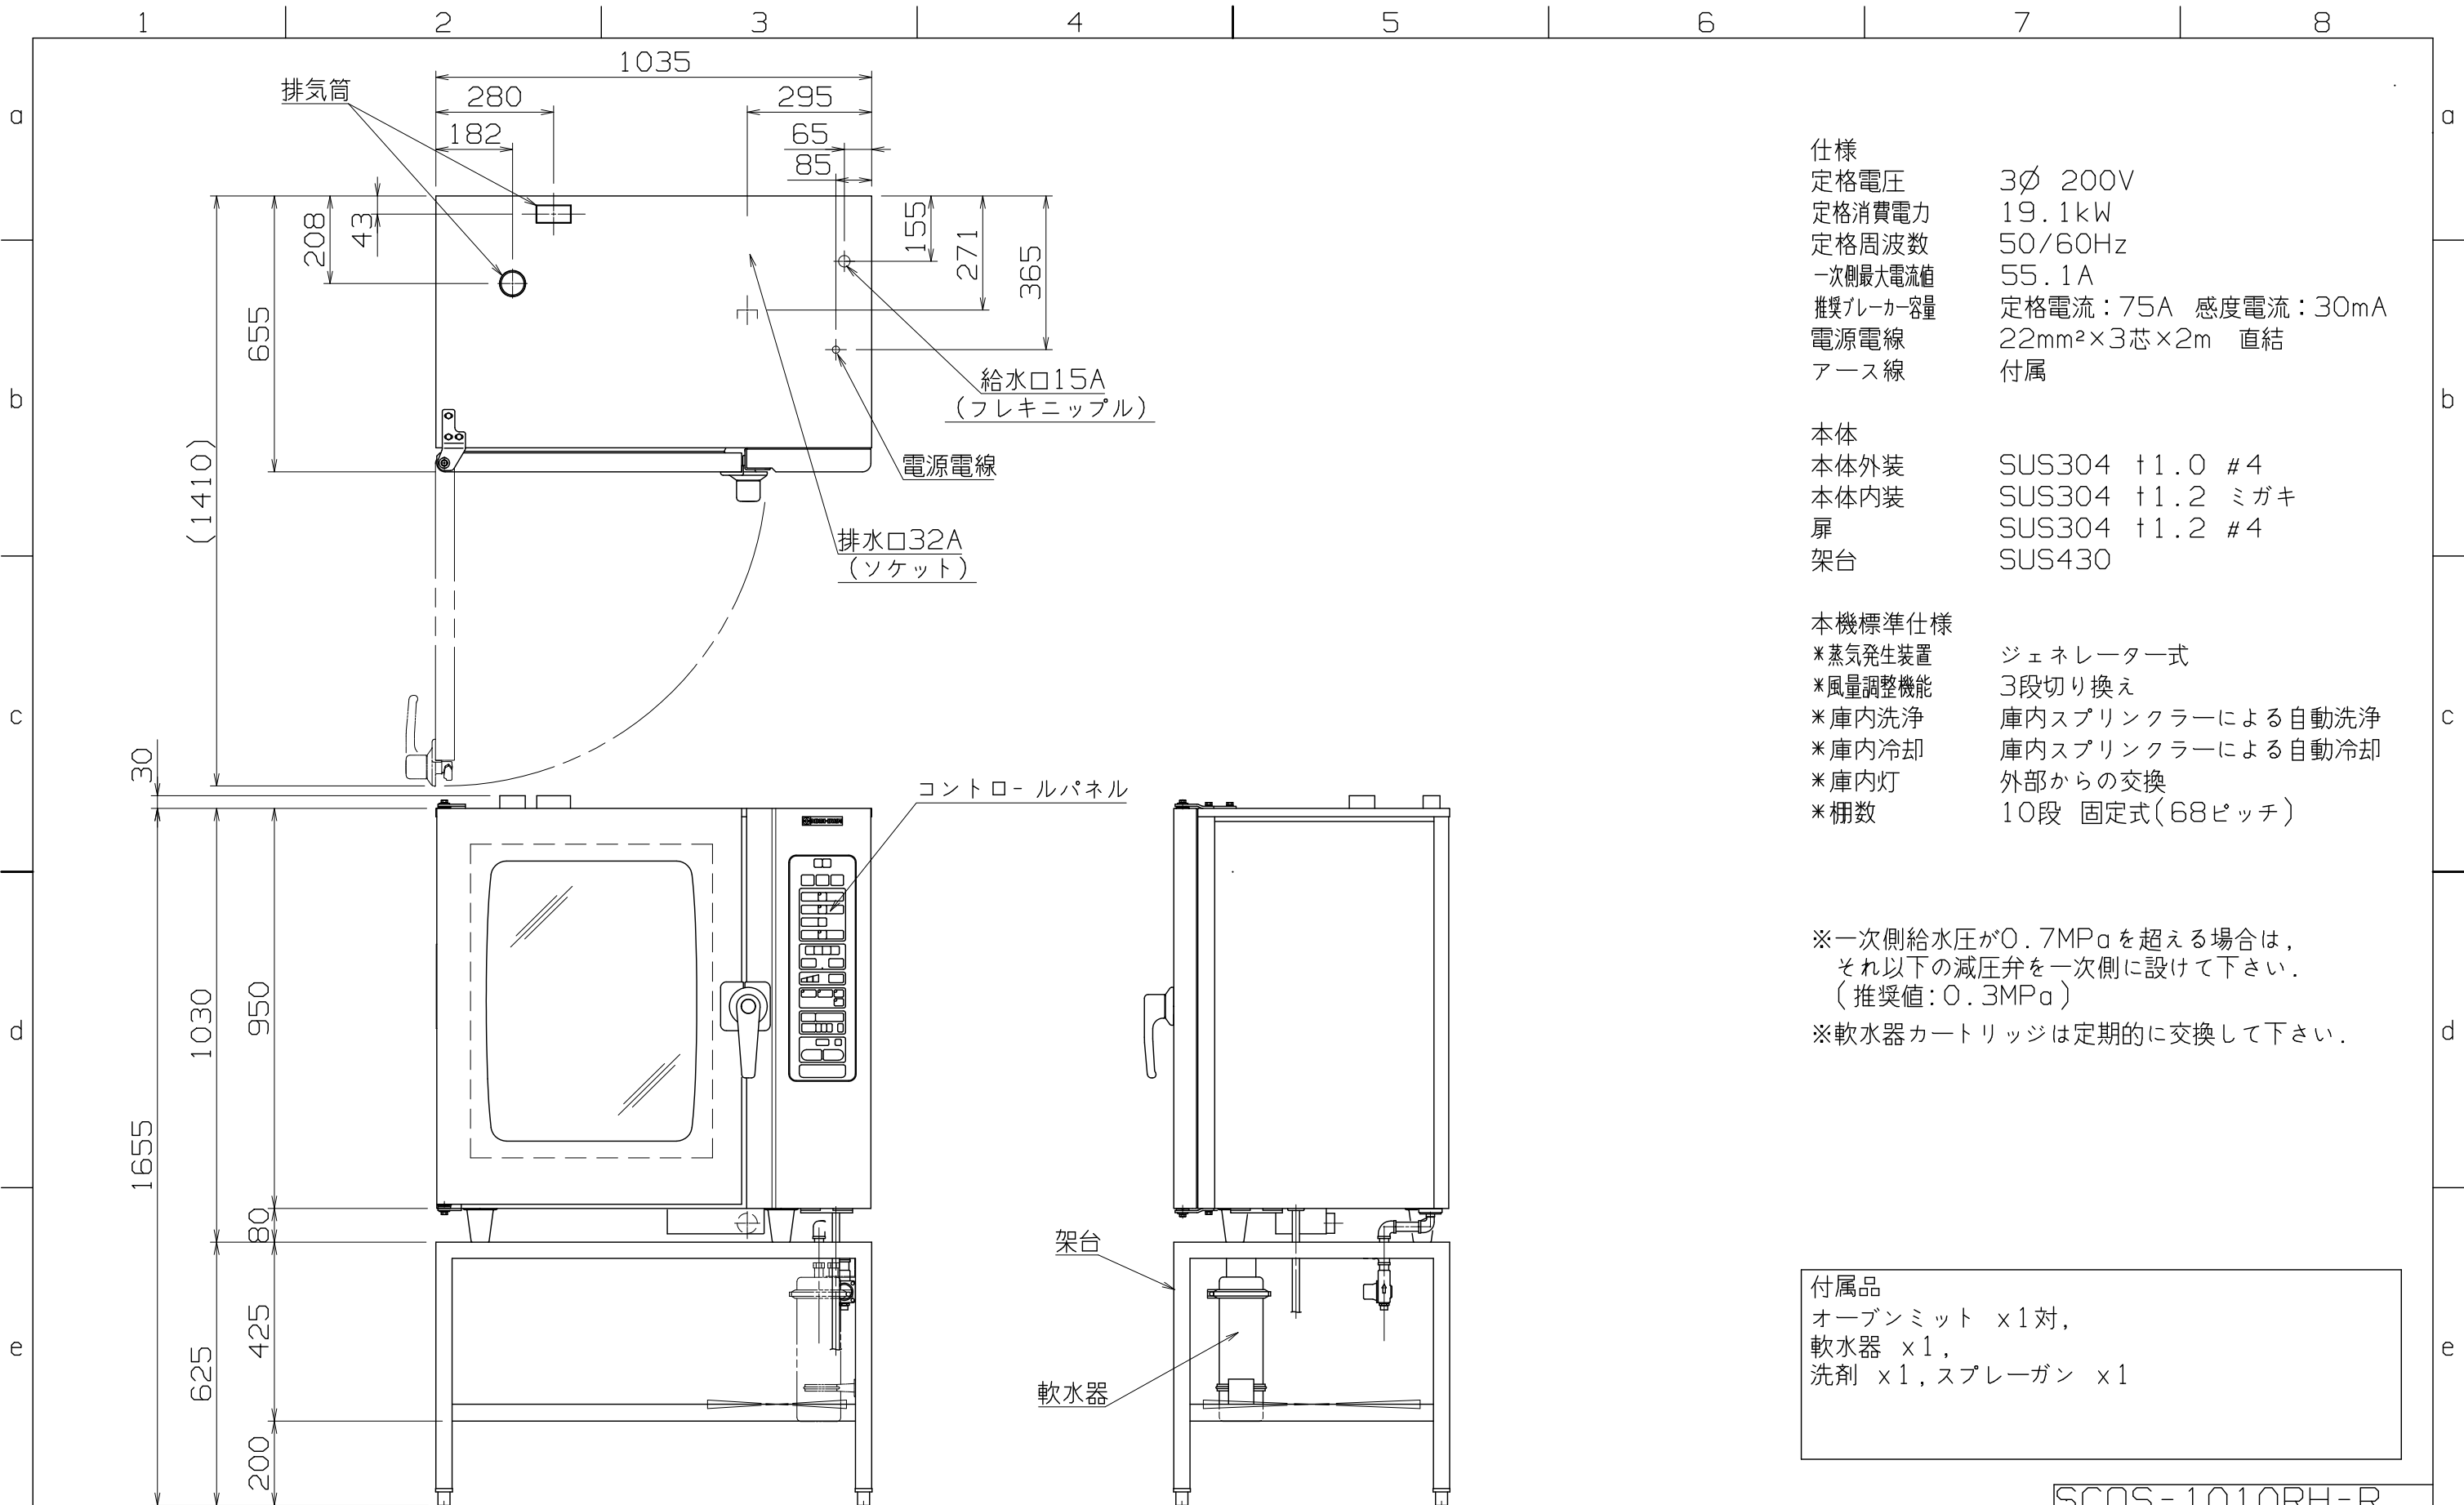 1 2 3 4 5 6 7 8
a
b
c
d
e
a
b
c
d
e
1035
排気筒
280
295
182
65
85
208
43
155
271
365
655
(1410)
給水口15A
(フレキニップル)
電源電線
排水口32A
(ソケット)
30
コントロ-ルパネル
1030
950
1655
80
425
625
200
架台
軟水器
仕様
定格電圧 3∅ 200V
定格消費電力 19.1kW
定格周波数 50/60Hz
一次側最大電流値 55.1A
推奨ブレーカー容量 定格電流：75A 感度電流：30mA
電源電線 22mm²×3芯×2m 直結
アース線 付属
本体
本体外装 SUS304 t1.0 #4
本体内装 SUS304 t1.2 ミガキ
扉 SUS304 t1.2 #4
架台 SUS430
本機標準仕様
*蒸気発生装置 ジェネレーター式
*風量調整機能 3段切り換え
*庫内洗浄 庫内スプリンクラーによる自動洗浄
*庫内冷却 庫内スプリンクラーによる自動冷却
*庫内灯 外部からの交換
*棚数 10段 固定式(68ピッチ)
※一次側給水圧が0.7MPaを超える場合は,
それ以下の減圧弁を一次側に設けて下さい.
(推奨値:0.3MPa)
※軟水器カートリッジは定期的に交換して下さい.
付属品
オーブンミット x1対,
軟水器 x1,
洗剤 x1,スプレーガン x1
SCOS-1010RH-R